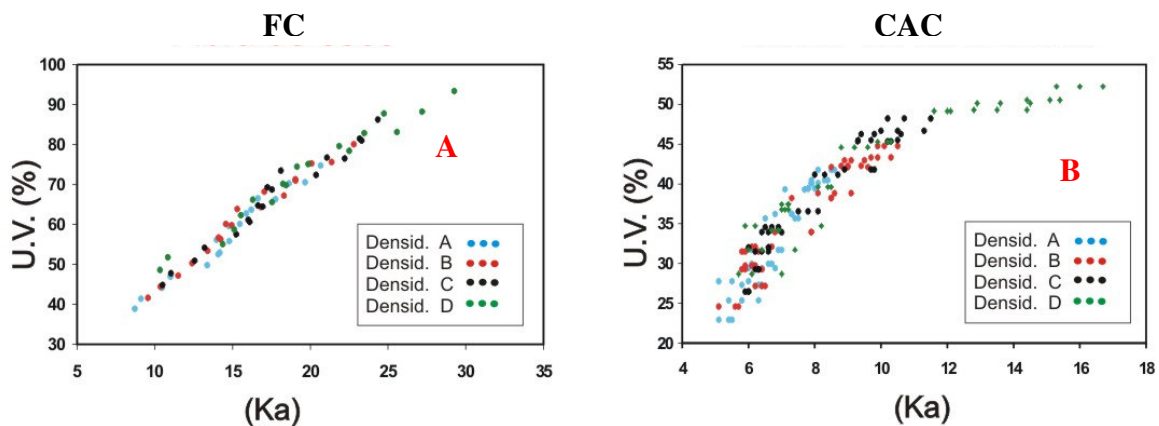 FC
100
90
80
70
60
50
40
30
U.V. (%)
5
10
15
20
25
30
35
(Ka)
A
Densid. A
Densid. B
Densid. C
Densid. D
CAC
55
50
45
40
35
30
25
20
U.V. (%)
4
6
8
10
12
14
16
18
(Ka)
B
Densid. A
Densid. B
Densid. C
Densid. D